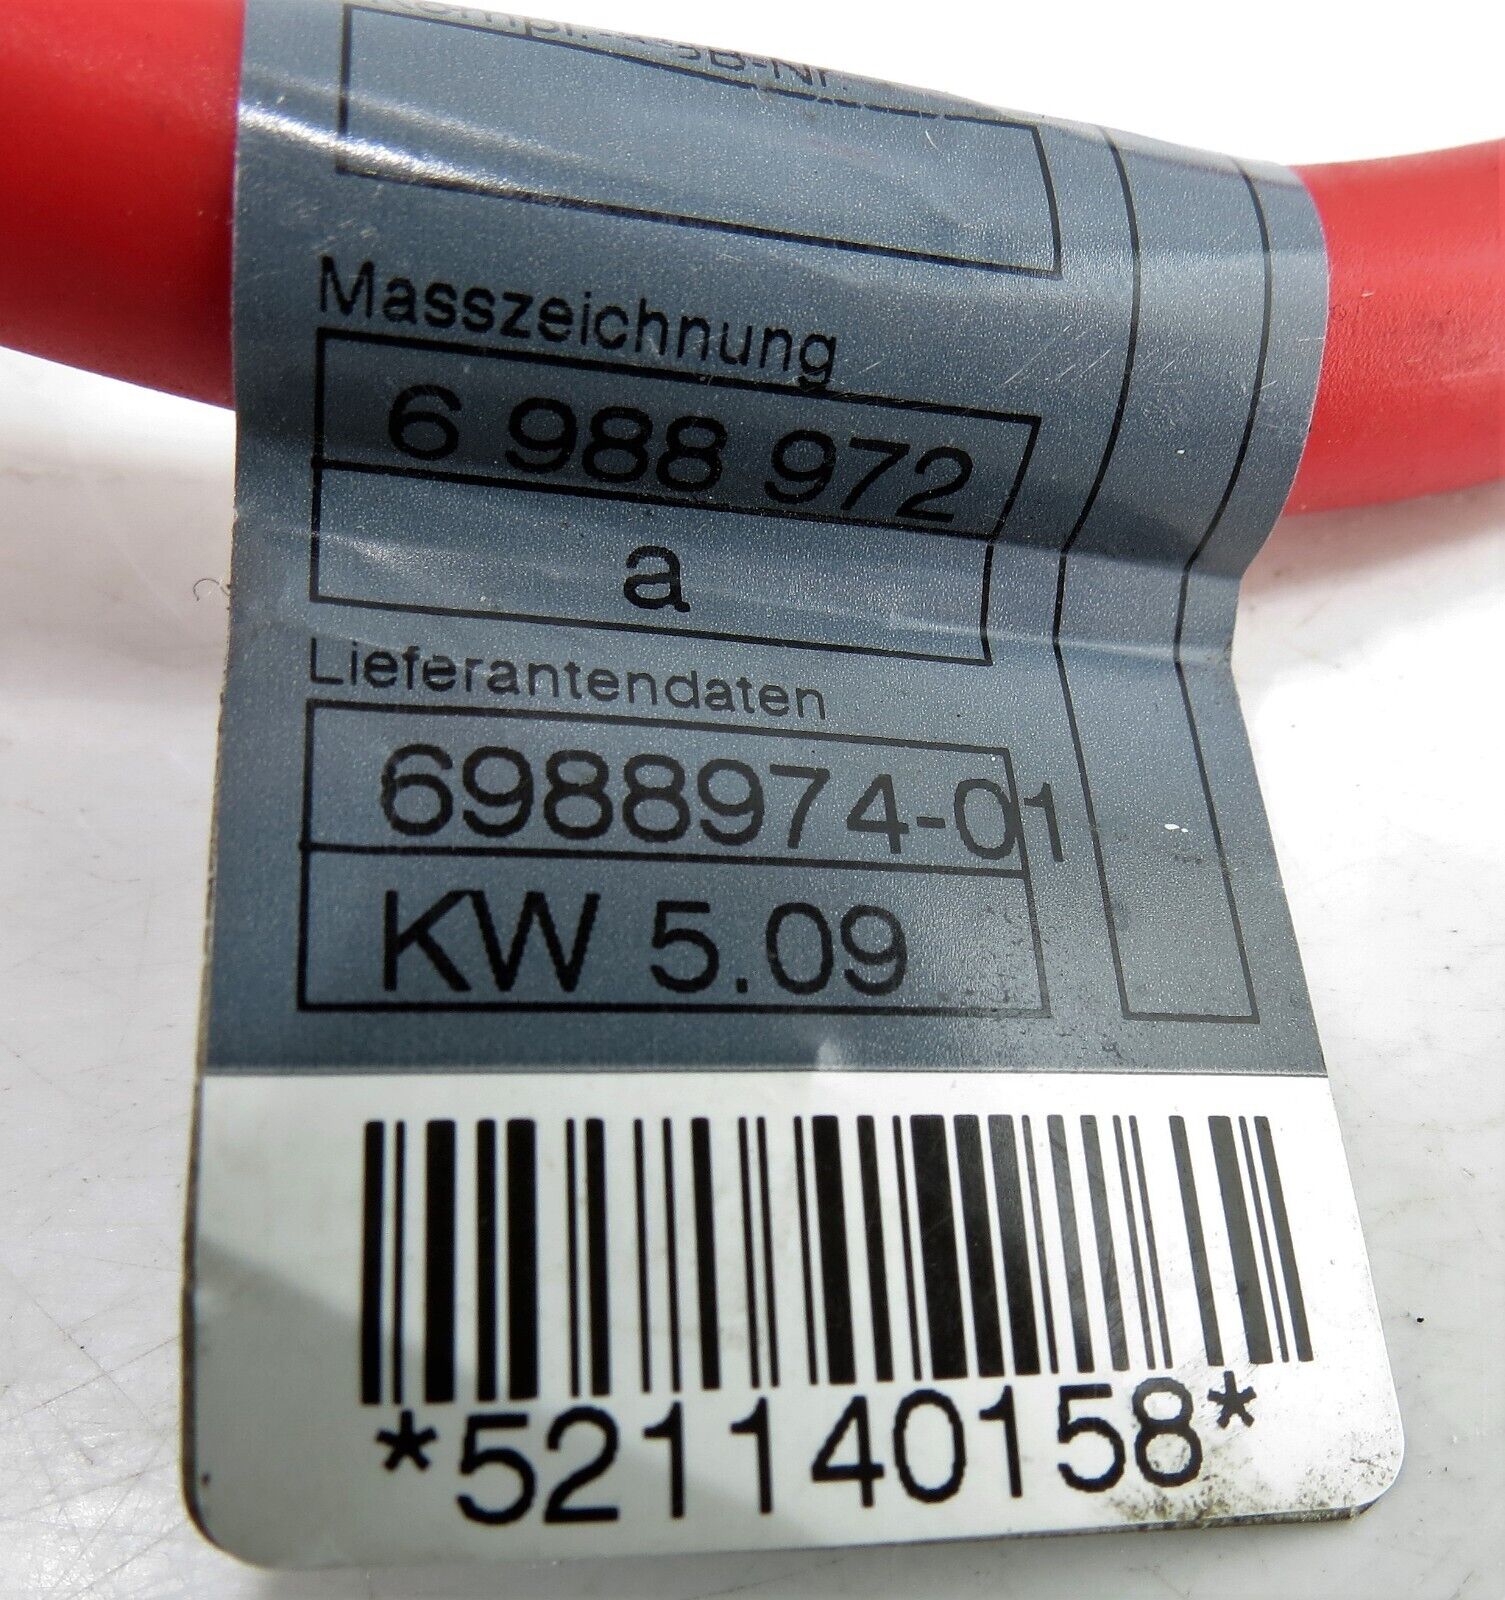 Masszeichnung
6 988 972
a
Lieferantendaten
6988974-01
KW 5.09
*521140158*